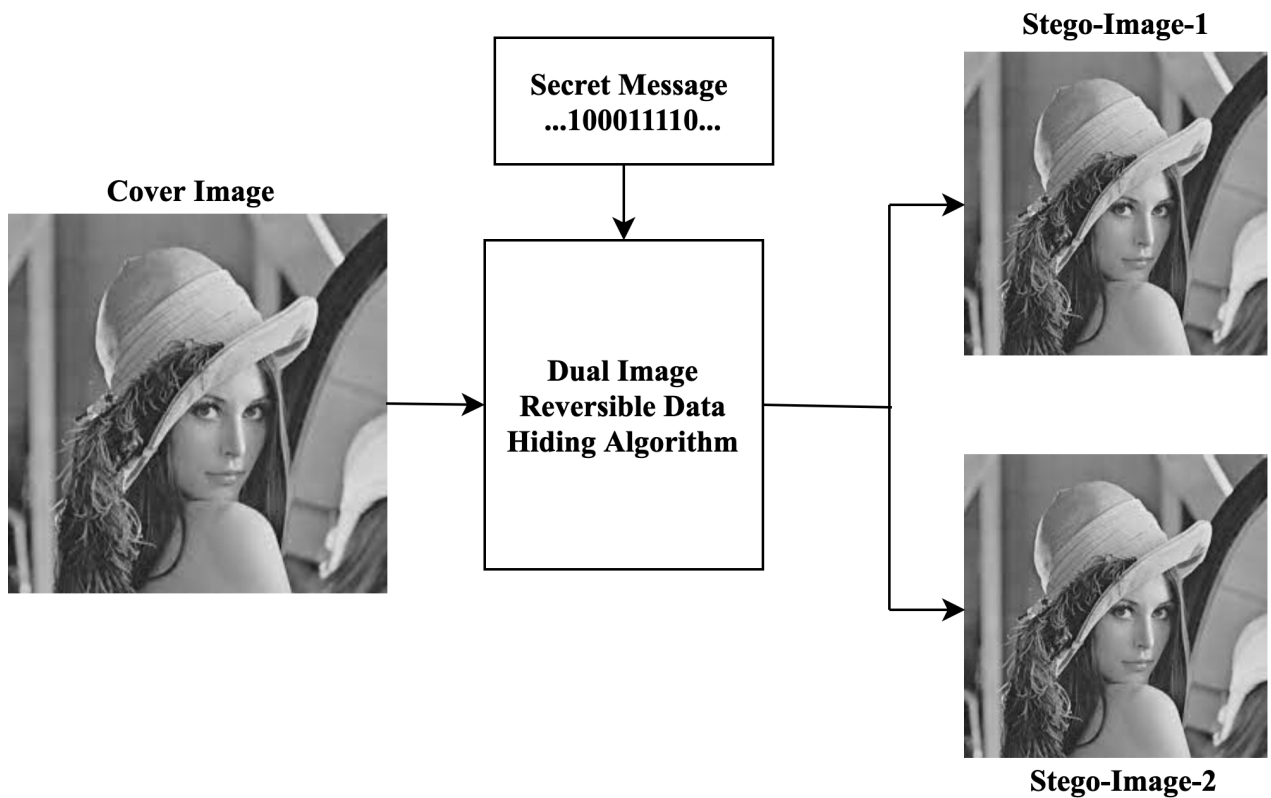 Stego-Image-1
Secret Message
...100011110...
Cover Image
Dual Image
Reversible Data
Hiding Algorithm
Stego-Image-2